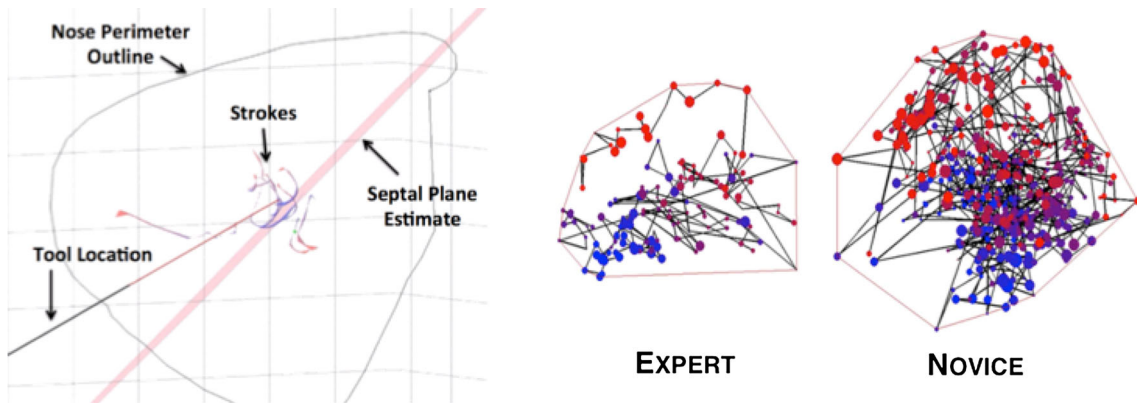 Nose Perimeter
Outline
Strokes
Septal Plane
Estimate
Tool Location
EXPERT
NOVICE